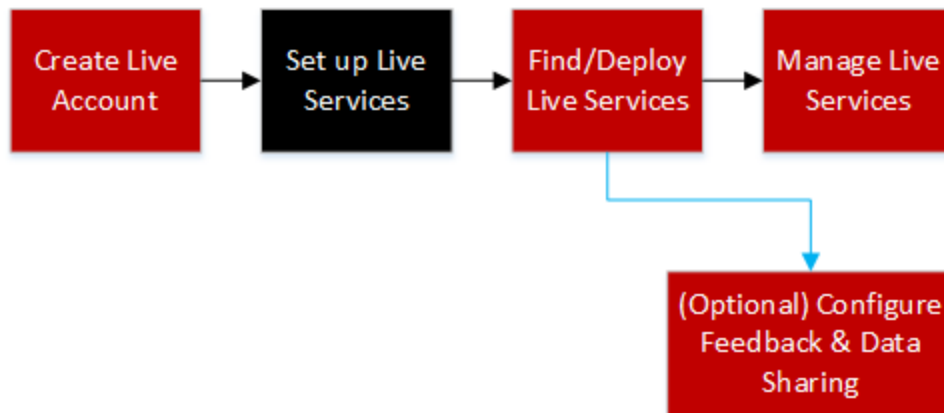 Create Live
Account
Set up Live
Services
Find/Deploy
Live Services
Manage Live
Services
(Optional) Configure
Feedback & Data
Sharing